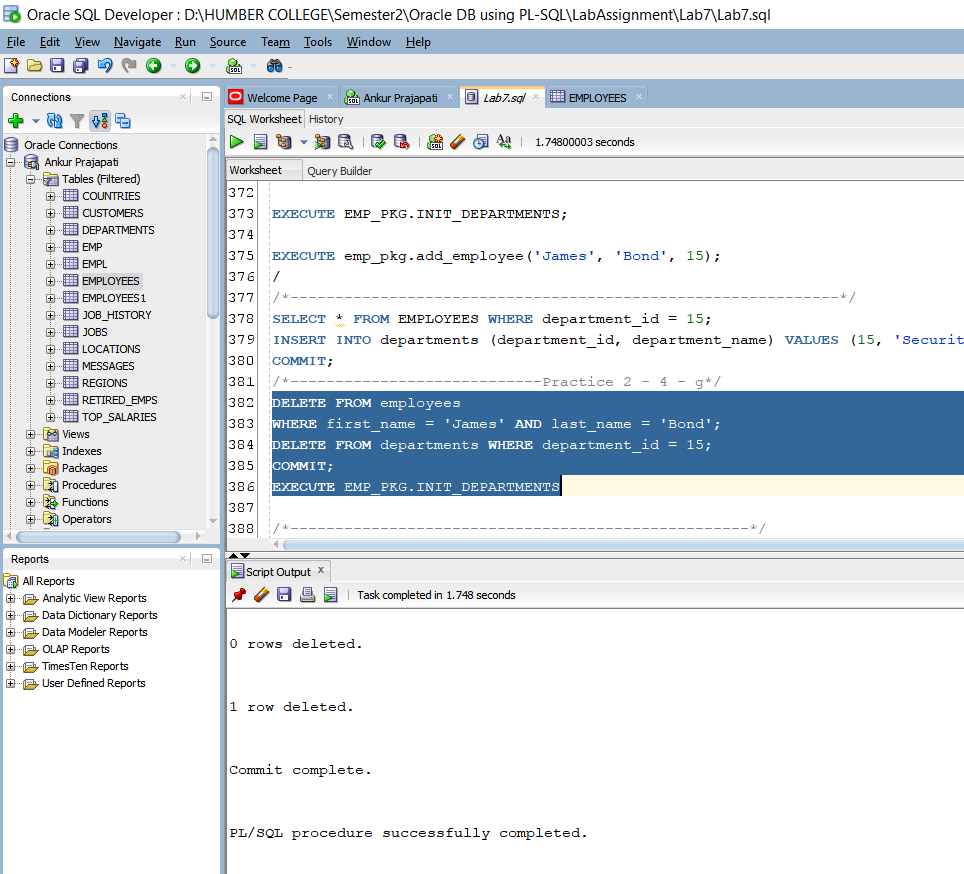 Oracle SQL Developer : D:\HUMBER COLLEGE\Semester2\Oracle DB using PL-SQL\LabAssignment\Lab7\Lab7.sql
File Edit View Navigate Run Source Team Tools Window Help
Connections
Oracle Connections
Ankur Prajapati
Tables (Filtered)
COUNTRIES
CUSTOMERS
DEPARTMENTS
EMP
EMPL
EMPLOYEES
EMPLOYEES1
JOB_HISTORY
JOBS
LOCATIONS
MESSAGES
REGIONS
RETIRED_EMPS
TOP_SALARIES
Views
Indexes
Packages
Procedures
Functions
Operators
Reports
All Reports
Analytic View Reports
Data Dictionary Reports
Data Modeler Reports
OLAP Reports
TimesTen Reports
User Defined Reports
Welcome Page Ankur Prajapati Lab7.sql EMPLOYEES
SQL Worksheet History
1.74800003 seconds
Worksheet Query Builder
372
373 EXECUTE EMP_PKG.INIT_DEPARTMENTS;
374
375 EXECUTE emp_pkg.add_employee('James', 'Bond', 15);
376 /
377 /*-------------------------------------------------------------*/
378 SELECT * FROM EMPLOYEES WHERE department_id = 15;
379 INSERT INTO departments (department_id, department_name) VALUES (15, 'Securit
380 COMMIT;
381 /*----------------------------Practice 2 - 4 - g*/
382 DELETE FROM employees
383 WHERE first_name = 'James' AND last_name = 'Bond';
384 DELETE FROM departments WHERE department_id = 15;
385 COMMIT;
386 EXECUTE EMP_PKG.INIT_DEPARTMENTS
387
388 /*---------------------------------------------------*/
Script Output
Task completed in 1.748 seconds
0 rows deleted.
1 row deleted.
Commit complete.
PL/SQL procedure successfully completed.